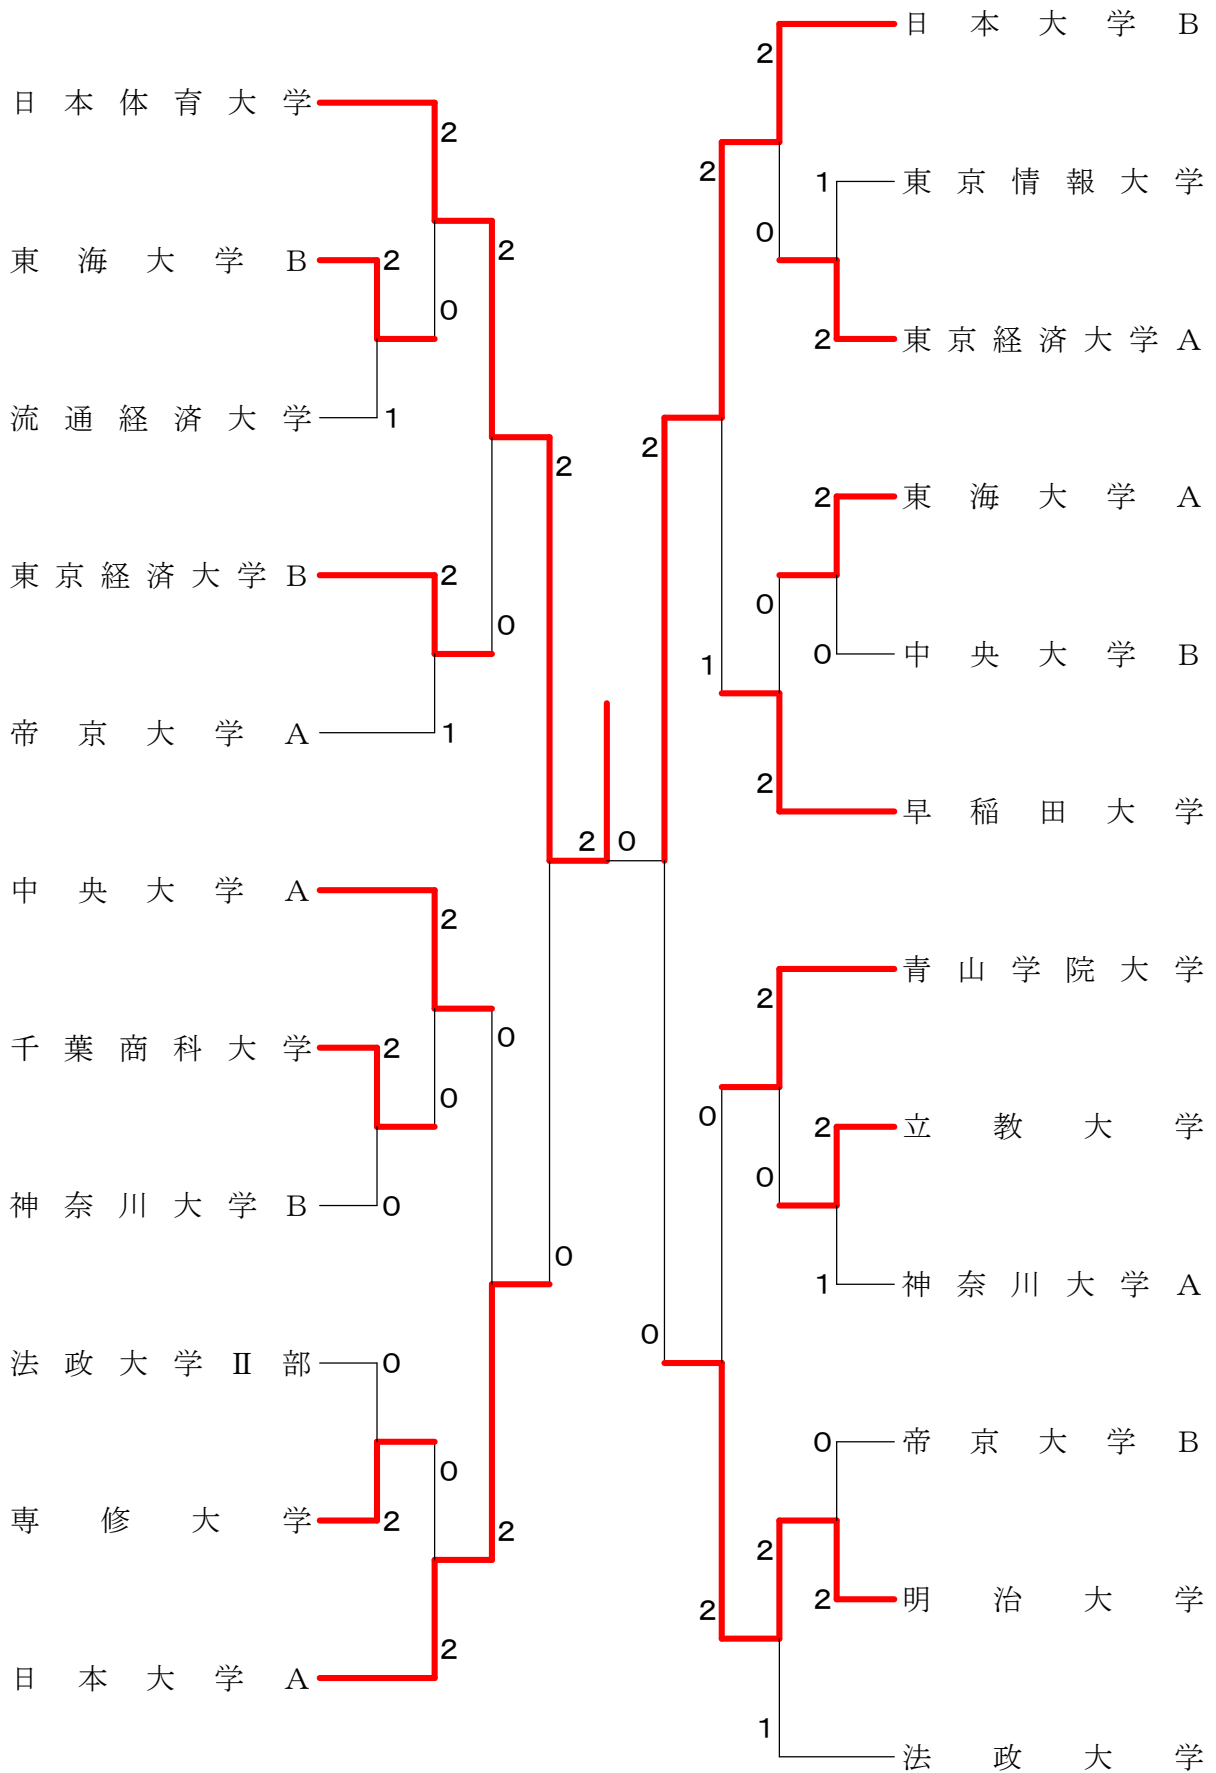 日本体育大学
2
東海大学B
2
2
0
流通経済大学
1
2
東京経済大学B
2
0
帝京大学A
1
中央大学A
2
千葉商科大学
2
0
0
神奈川大学B
0
0
法政大学Ⅱ部
0
0
専修大学
2
2
日本大学A
2
2
0
日本大学B
2
2
東京情報大学
1
0
東京経済大学A
2
2
東海大学A
2
0
中央大学B
0
1
早稲田大学
2
青山学院大学
2
0
立教大学
2
0
神奈川大学A
1
0
帝京大学B
0
2
明治大学
2
2
法政大学
1